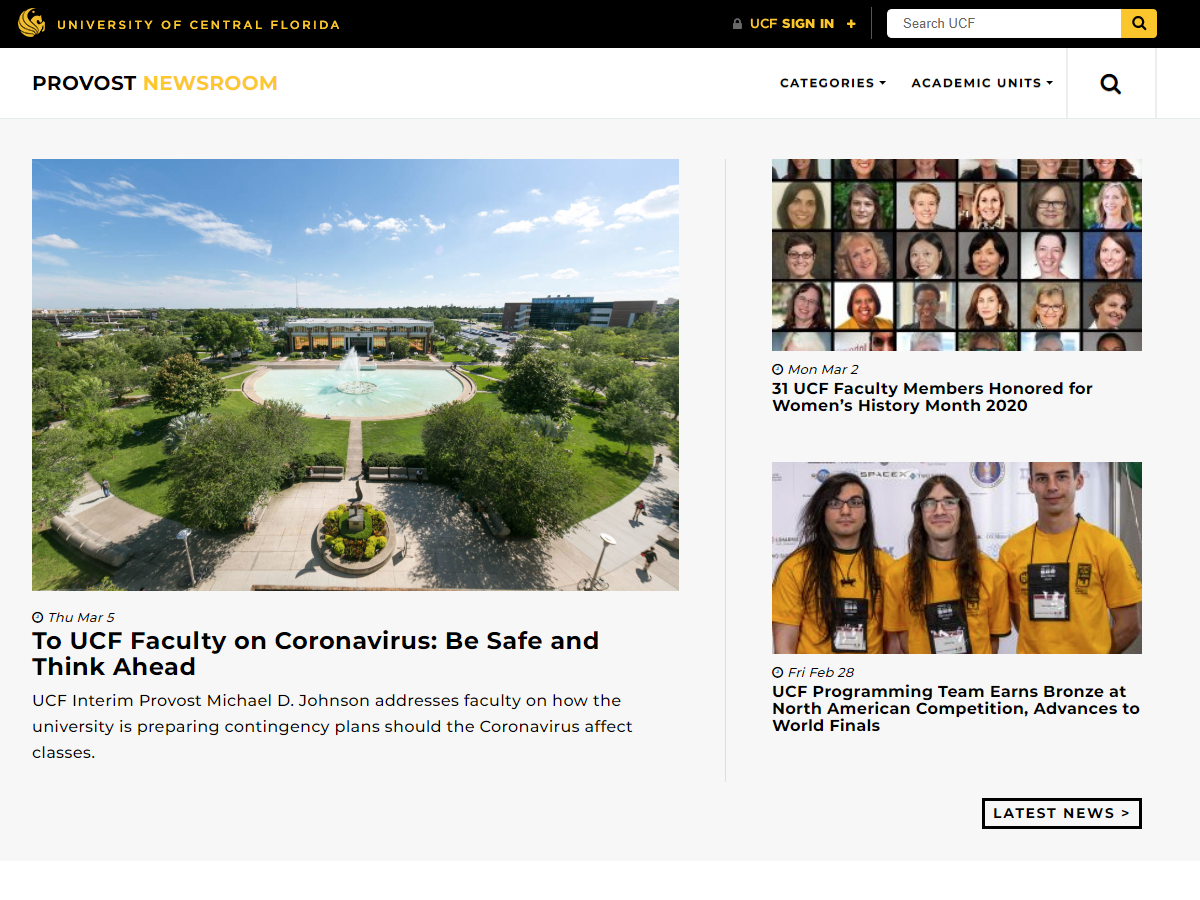 UNIVERSITY OF CENTRAL FLORIDA
UCF SIGN IN +
Search UCF
PROVOST NEWSROOM
CATEGORIES
ACADEMIC UNITS
Thu Mar 5
To UCF Faculty on Coronavirus: Be Safe and
Think Ahead
UCF Interim Provost Michael D. Johnson addresses faculty on how the
university is preparing contingency plans should the Coronavirus affect
classes.
Mon Mar 2
31 UCF Faculty Members Honored for
Women’s History Month 2020
SPACEX
Fri Feb 28
UCF Programming Team Earns Bronze at
North American Competition, Advances to
World Finals
LATEST NEWS >